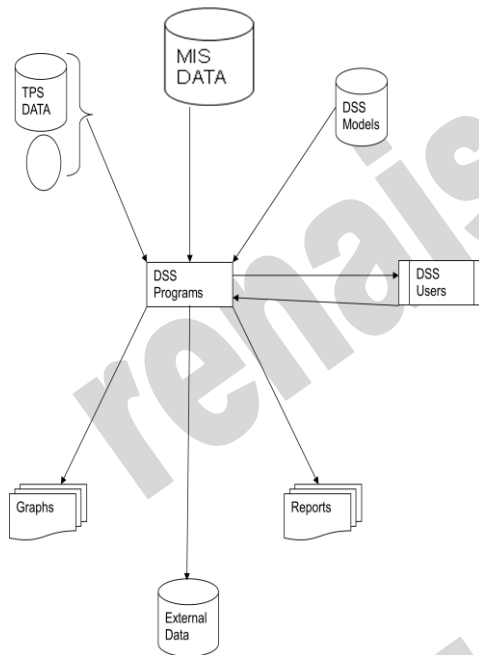 MIS
DATA
TPS
DATA
DSS
Models
DSS
Programs
DSS
Users
Graphs
Reports
External
Data
renais